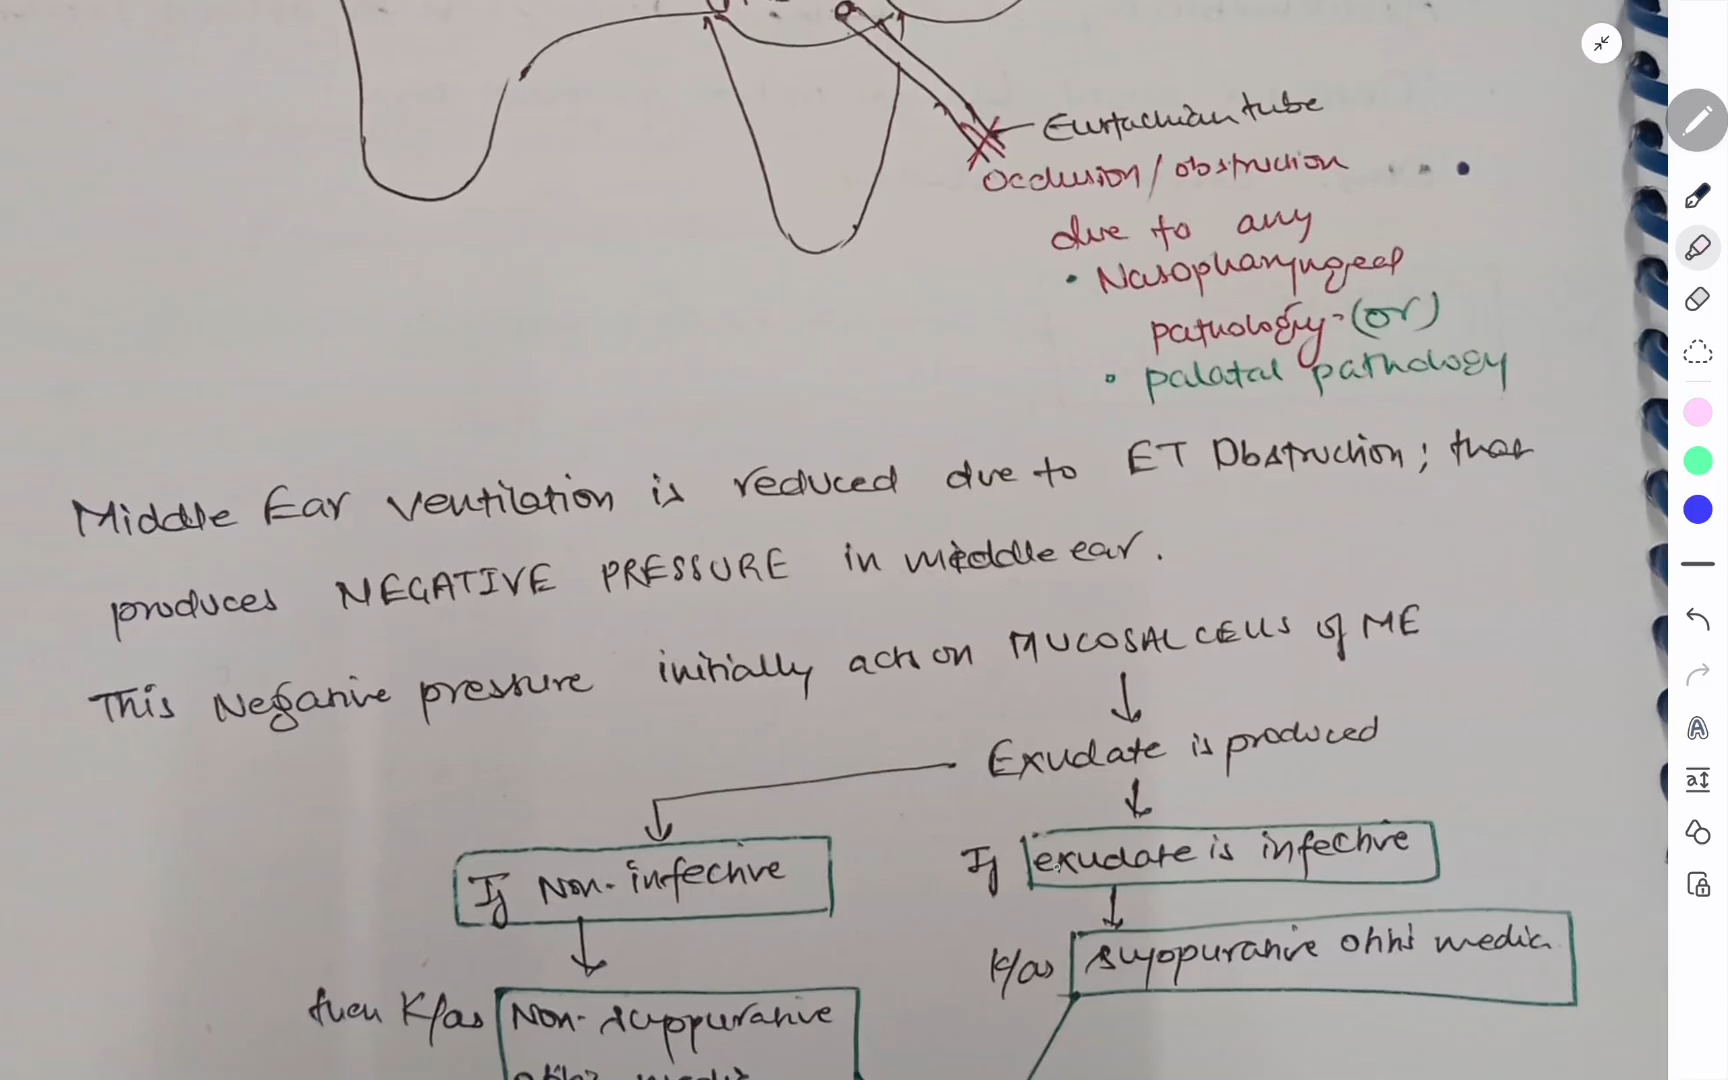 Eustachian tube
Occlusion / obstruction
due to any
• Nasopharyngeal
pathology - (or)
• palatal pathology
Middle Ear ventilation is reduced due to ET Obstruction; that
produces NEGATIVE PRESSURE in middle ear.
This Negative pressure initially acts on MUCOSAL CELLS of ME
↓
Exudate is produced
If Non-infective
If exudate is infective
K/as suppurative otitis media
then K/as Non-suppurative
otitis media